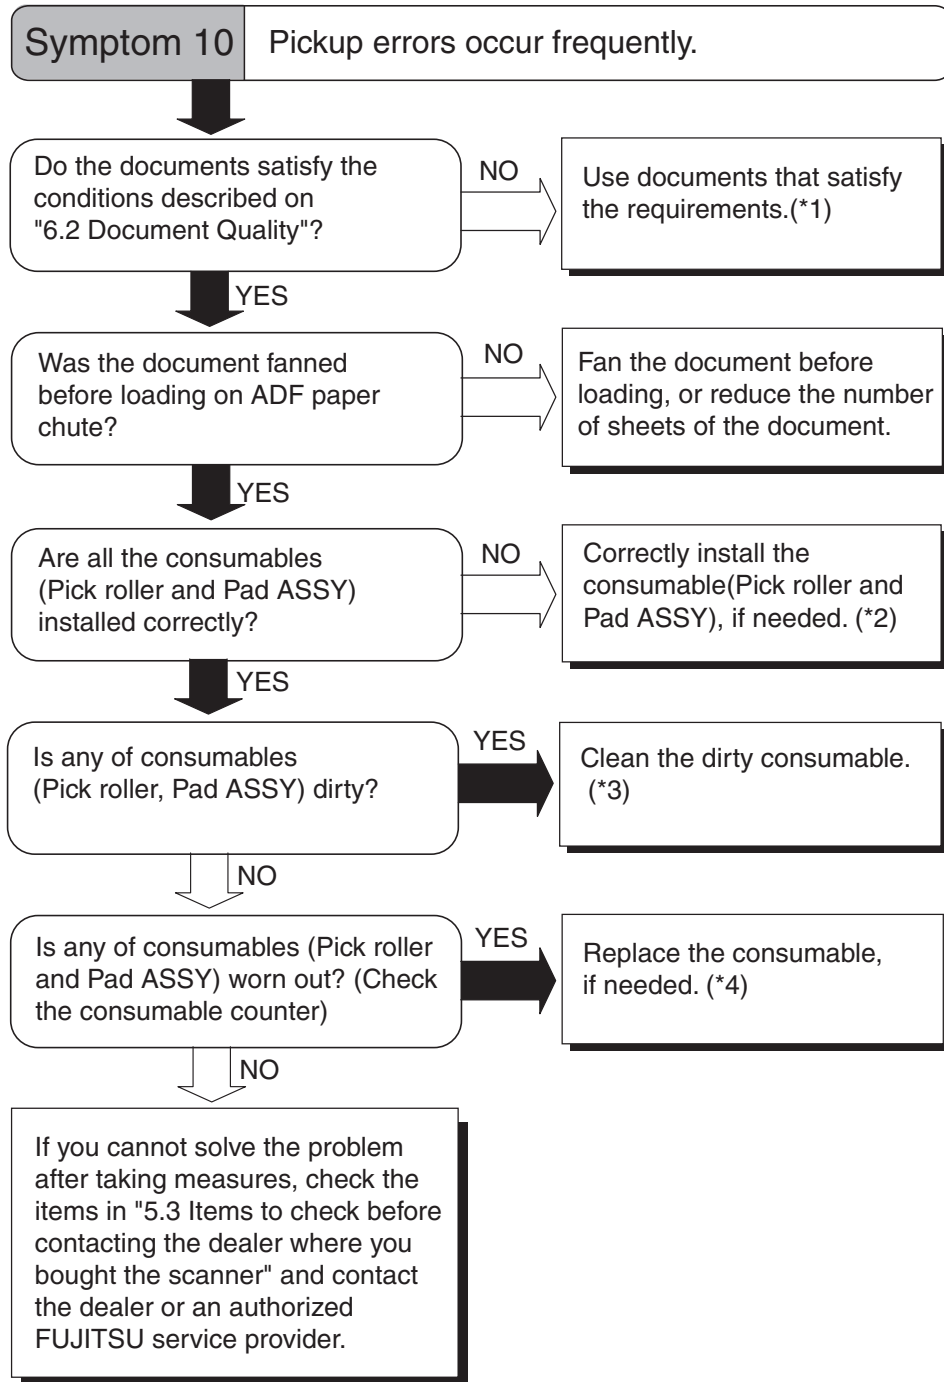 Symptom 10
Pickup errors occur frequently.
Do the documents satisfy the
conditions described on
"6.2 Document Quality"?
NO
Use documents that satisfy
the requirements.(*1)
YES
Was the document fanned
before loading on ADF paper
chute?
NO
Fan the document before
loading, or reduce the number
of sheets of the document.
YES
Are all the consumables
(Pick roller and Pad ASSY)
installed correctly?
NO
Correctly install the
consumable(Pick roller and
Pad ASSY), if needed. (*2)
YES
Is any of consumables
(Pick roller, Pad ASSY) dirty?
YES
Clean the dirty consumable.
(*3)
NO
Is any of consumables (Pick roller
and Pad ASSY) worn out? (Check
the consumable counter)
YES
Replace the consumable,
if needed. (*4)
NO
If you cannot solve the problem
after taking measures, check the
items in "5.3 Items to check before
contacting the dealer where you
bought the scanner" and contact
the dealer or an authorized
FUJITSU service provider.